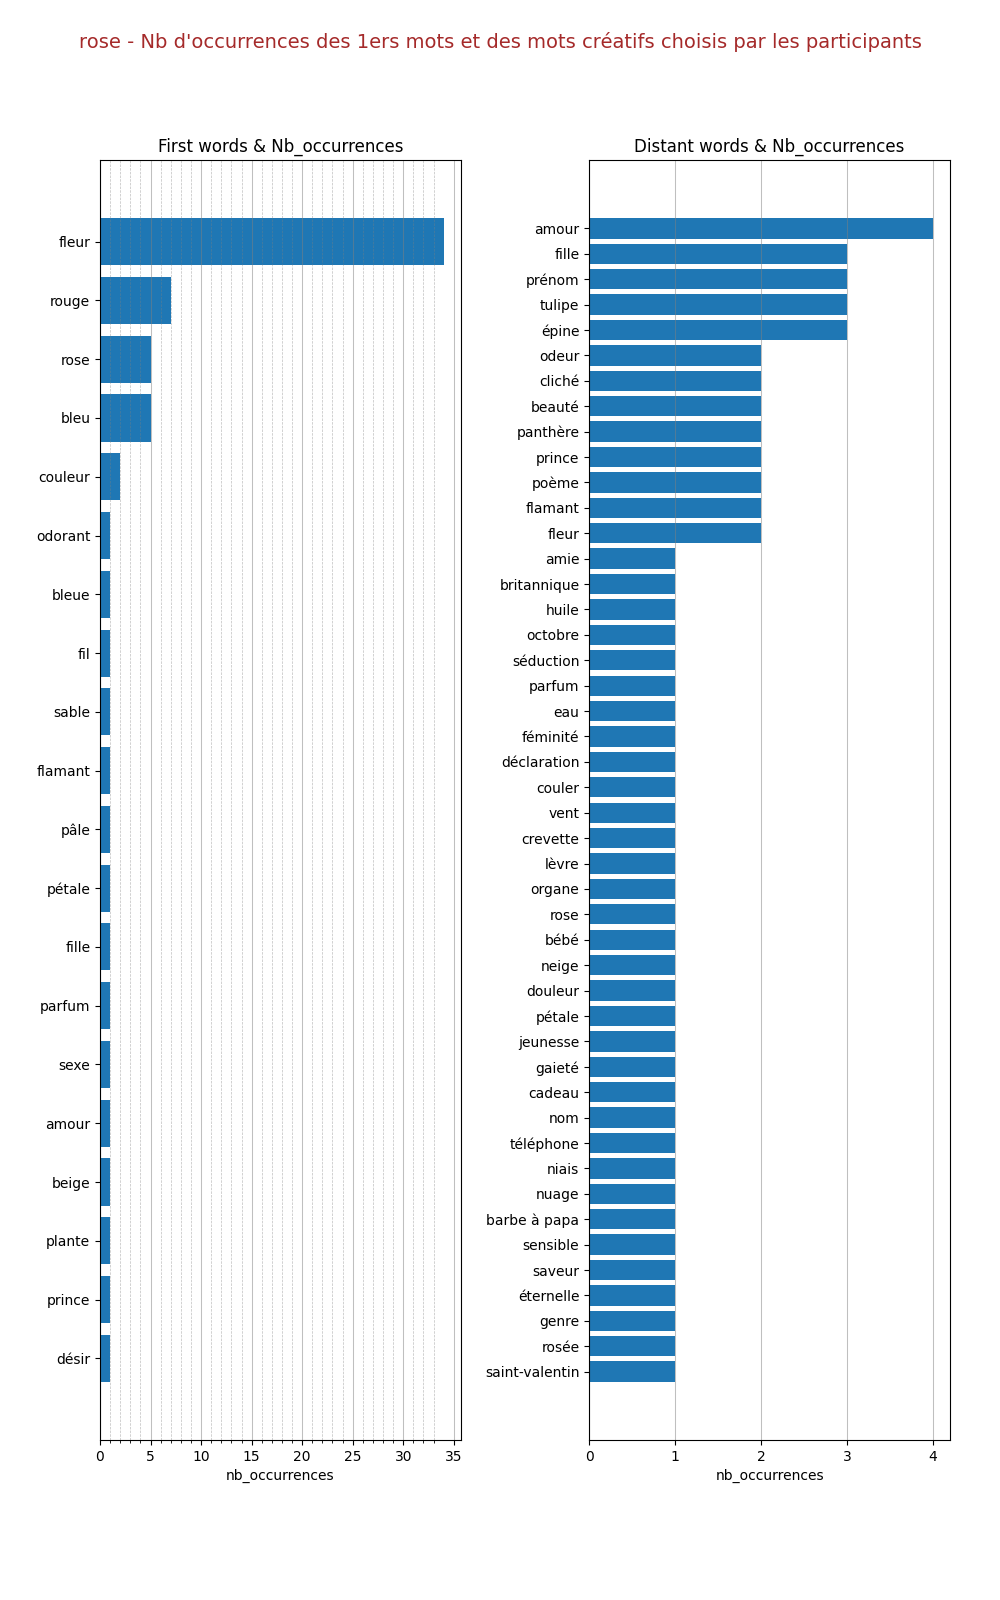 rose - Nb d'occurrences des 1ers mots et des mots créatifs choisis par les participants
First words & Nb_occurrences
fleur
rouge
rose
bleu
couleur
odorant
bleue
fil
sable
flamant
pâle
pétale
fille
parfum
sexe
amour
beige
plante
prince
désir
0 5 10 15 20 25 30 35
nb_occurrences
Distant words & Nb_occurrences
amour
fille
prénom
tulipe
épine
odeur
cliché
beauté
panthère
prince
poème
flamant
fleur
amie
britannique
huile
octobre
séduction
parfum
eau
féminité
déclaration
couler
vent
crevette
lèvre
organe
rose
bébé
neige
douleur
pétale
jeunesse
gaieté
cadeau
nom
téléphone
niais
nuage
barbe à papa
sensible
saveur
éternelle
genre
rosée
saint-valentin
0 1 2 3 4
nb_occurrences